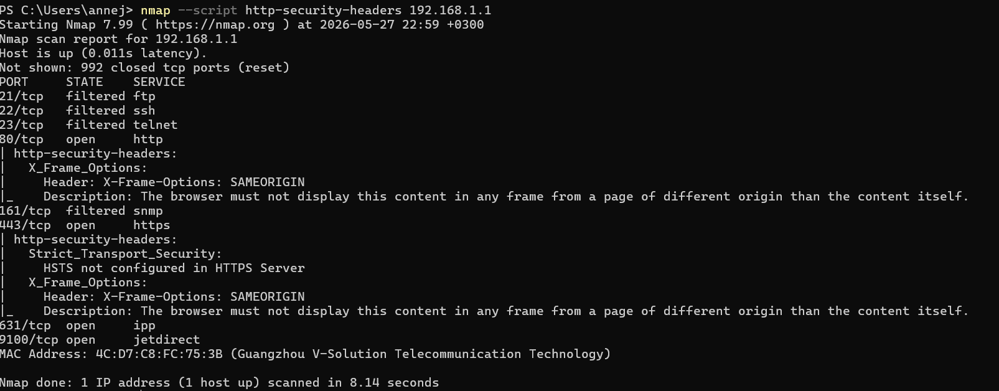 PS C:\Users\annej> nmap --script http-security-headers 192.168.1.1
Starting Nmap 7.99 ( https://nmap.org ) at 2026-05-27 22:59 +0300
Nmap scan report for 192.168.1.1
Host is up (0.011s latency).
Not shown: 992 closed tcp ports (reset)
PORT     STATE    SERVICE
21/tcp   filtered ftp
22/tcp   filtered ssh
23/tcp   filtered telnet
80/tcp   open     http
| http-security-headers:
|   X_Frame_Options:
|     Header: X-Frame-Options: SAMEORIGIN
|_    Description: The browser must not display this content in any frame from a page of different origin than the content itself.
161/tcp  filtered snmp
443/tcp  open     https
| http-security-headers:
|   Strict_Transport_Security:
|     HSTS not configured in HTTPS Server
|   X_Frame_Options:
|     Header: X-Frame-Options: SAMEORIGIN
|_    Description: The browser must not display this content in any frame from a page of different origin than the content itself.
631/tcp  open     ipp
9100/tcp open     jetdirect
MAC Address: 4C:D7:C8:FC:75:3B (Guangzhou V-Solution Telecommunication Technology)

Nmap done: 1 IP address (1 host up) scanned in 8.14 seconds